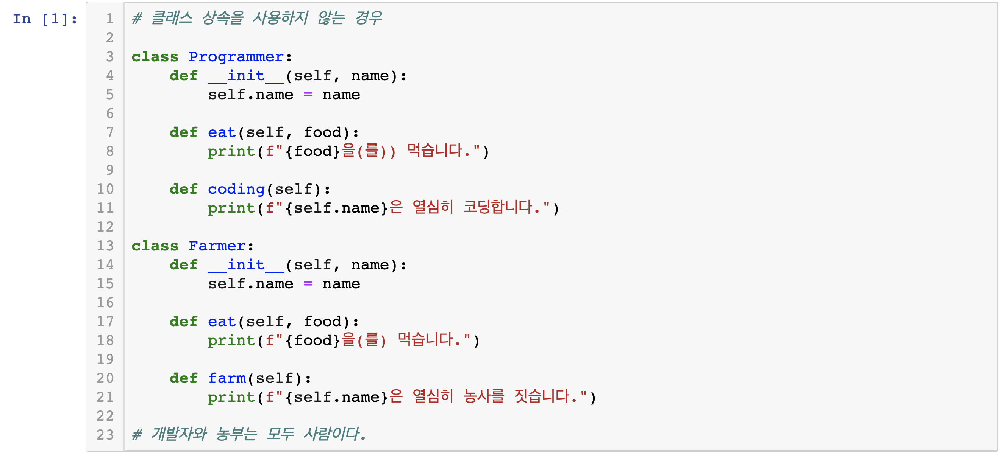 In [1]:
1 # 클래스 상속을 사용하지 않는 경우
2
3 class Programmer:
4     def __init__(self, name):
5         self.name = name
6
7     def eat(self, food):
8         print(f"{food}을(를)) 먹습니다.")
9
10     def coding(self):
11         print(f"{self.name}은 열심히 코딩합니다.")
12
13 class Farmer:
14     def __init__(self, name):
15         self.name = name
16
17     def eat(self, food):
18         print(f"{food}을(를) 먹습니다.")
19
20     def farm(self):
21         print(f"{self.name}은 열심히 농사를 짓습니다.")
22
23 # 개발자와 농부는 모두 사람이다.